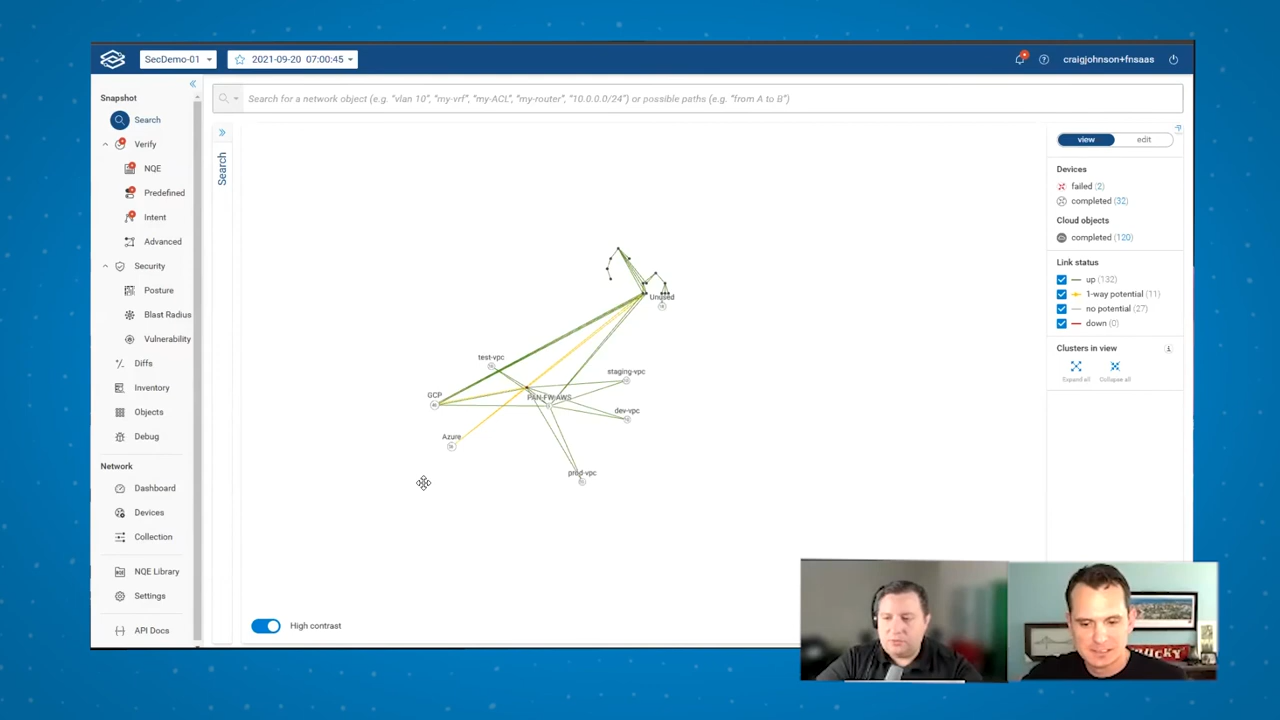 SecDemo-01
2021-09-20 07:00:45
craigjohnson+fnsaas
Snapshot
Search
Verify
NQE
Predefined
Intent
Advanced
Security
Posture
Blast Radius
Vulnerability
Diffs
Inventory
Objects
Debug
Network
Dashboard
Devices
Collection
NQE Library
Settings
API Docs
Search for a network object (e.g. "vlan 10", "my-vrf", "my-ACL", "my-router", "10.0.0.0/24") or possible paths (e.g. "from A to B")
Search
Unused
test-vpc
staging-vpc
GCP
PAN-FW-AWS
dev-vpc
Azure
prod-vpc
High contrast
view
edit
Devices
failed (2)
completed (32)
Cloud objects
completed (120)
Link status
up (132)
1-way potential (11)
no potential (27)
down (0)
Clusters in view
Expand all
Collapse all